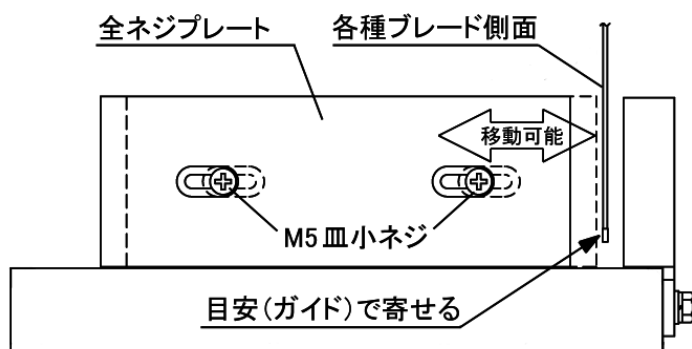 全ネジプレート
各種ブレード側面
移動可能
M5皿小ネジ
目安(ガイド)で寄せる